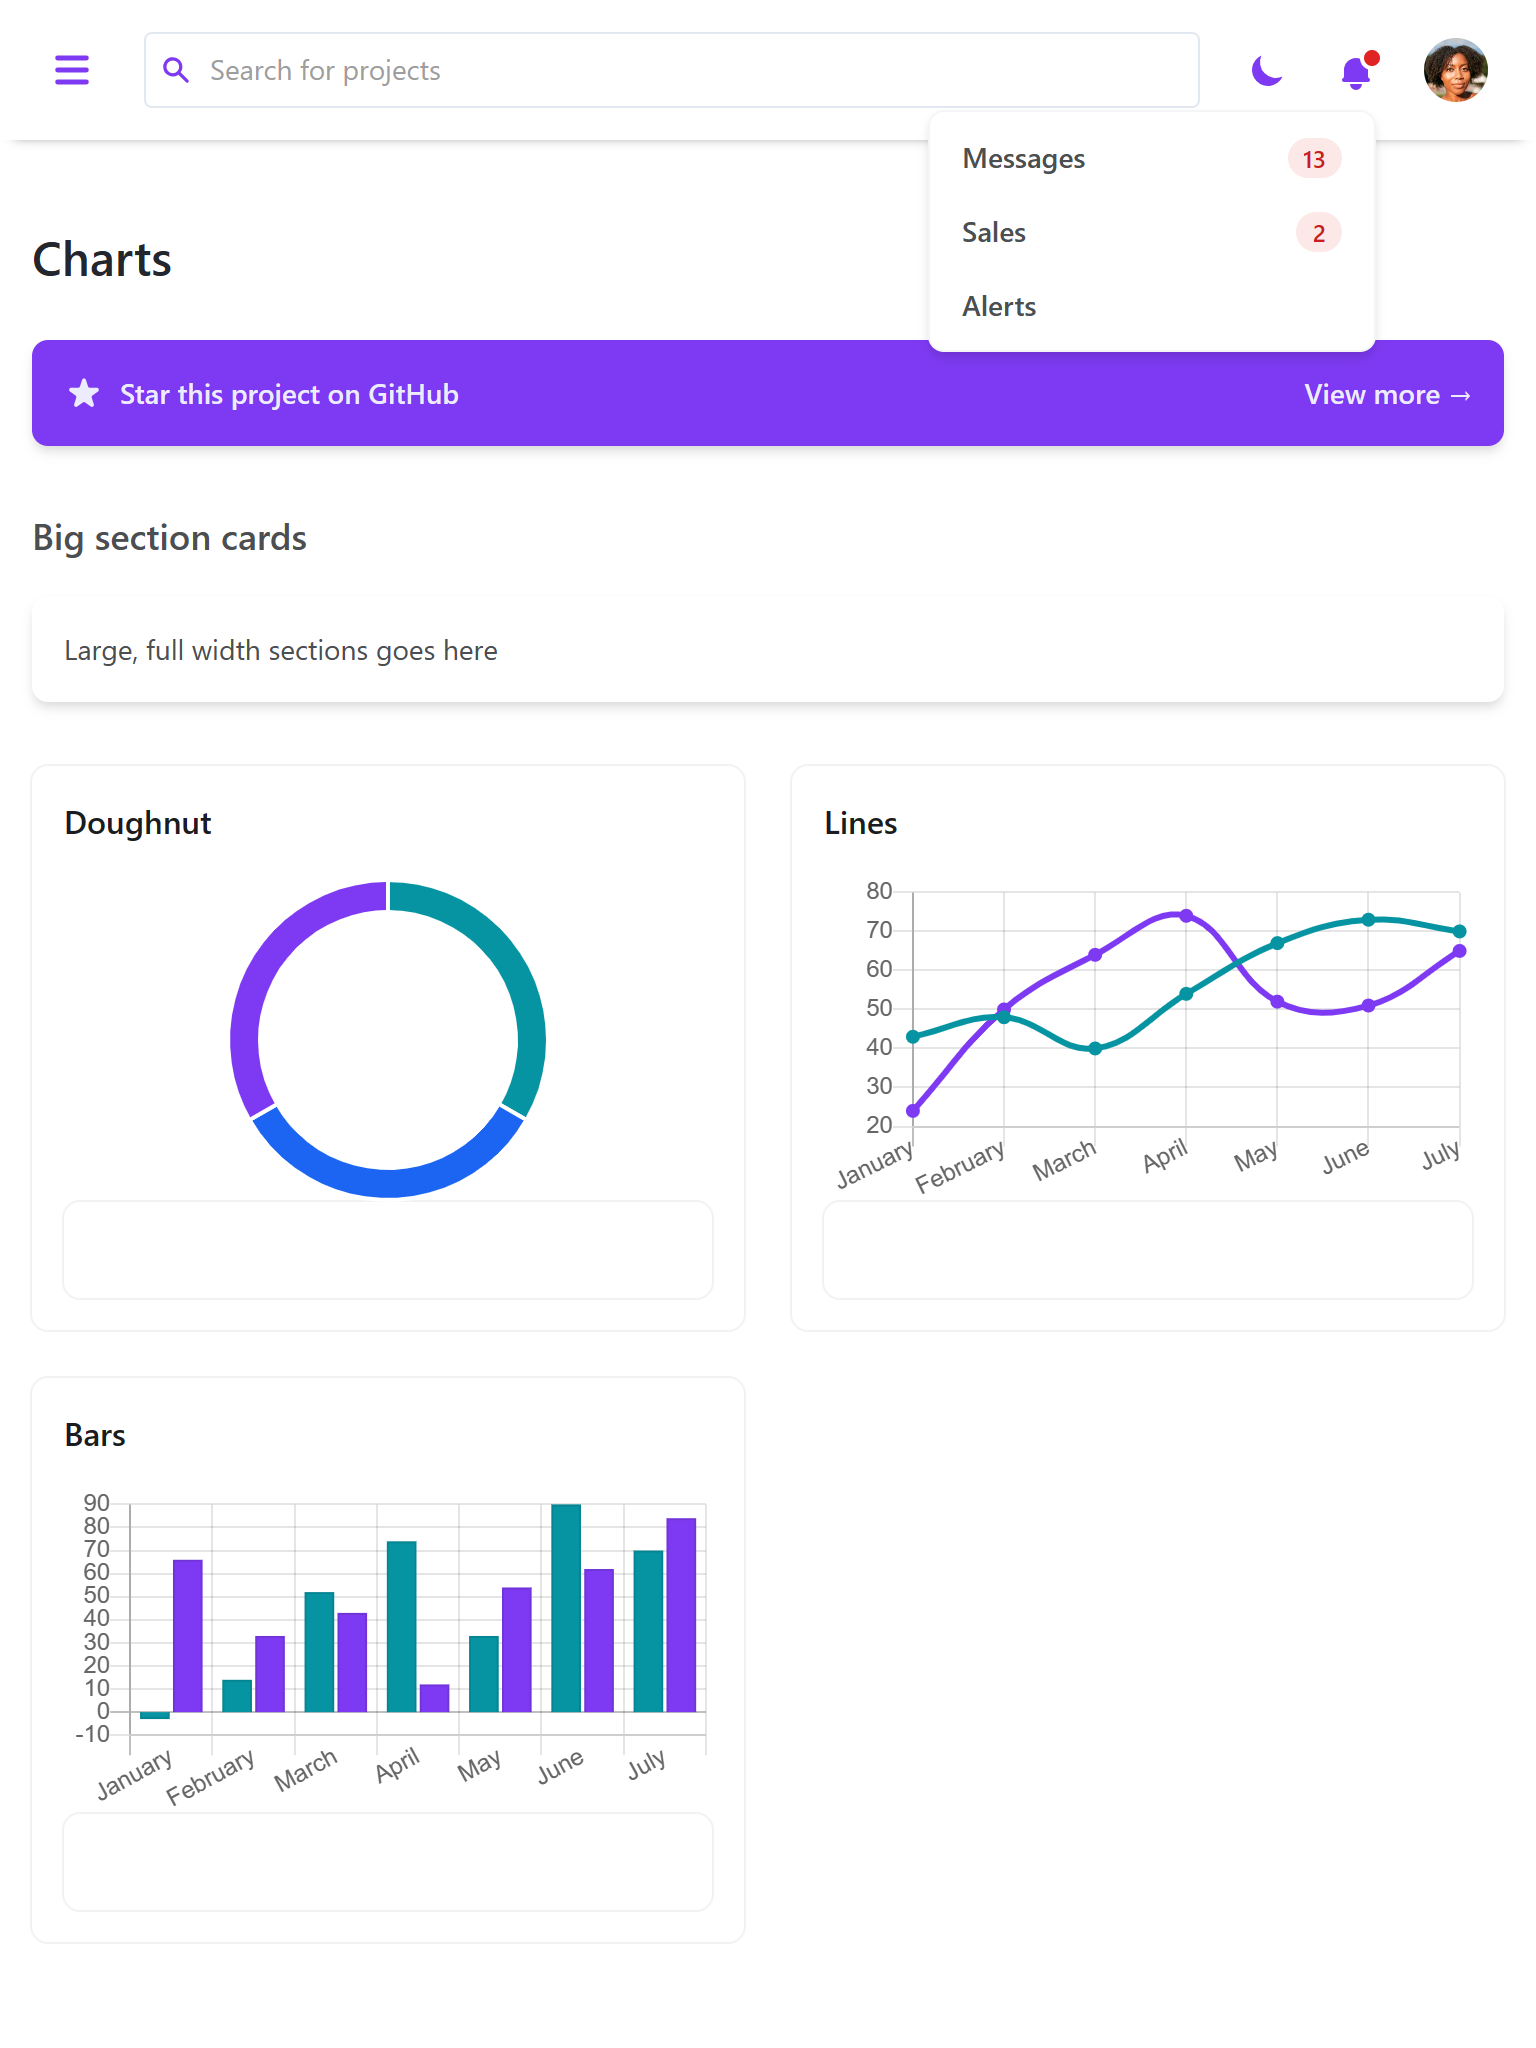 Search for projects
Messages 13
Sales 2
Alerts
Charts
Star this project on GitHub
View more →
Big section cards
Large, full width sections goes here
Doughnut
Lines
80
70
60
50
40
30
20
January February March April May June July
Bars
90
80
70
60
50
40
30
20
10
0
-10
January February March April May June July